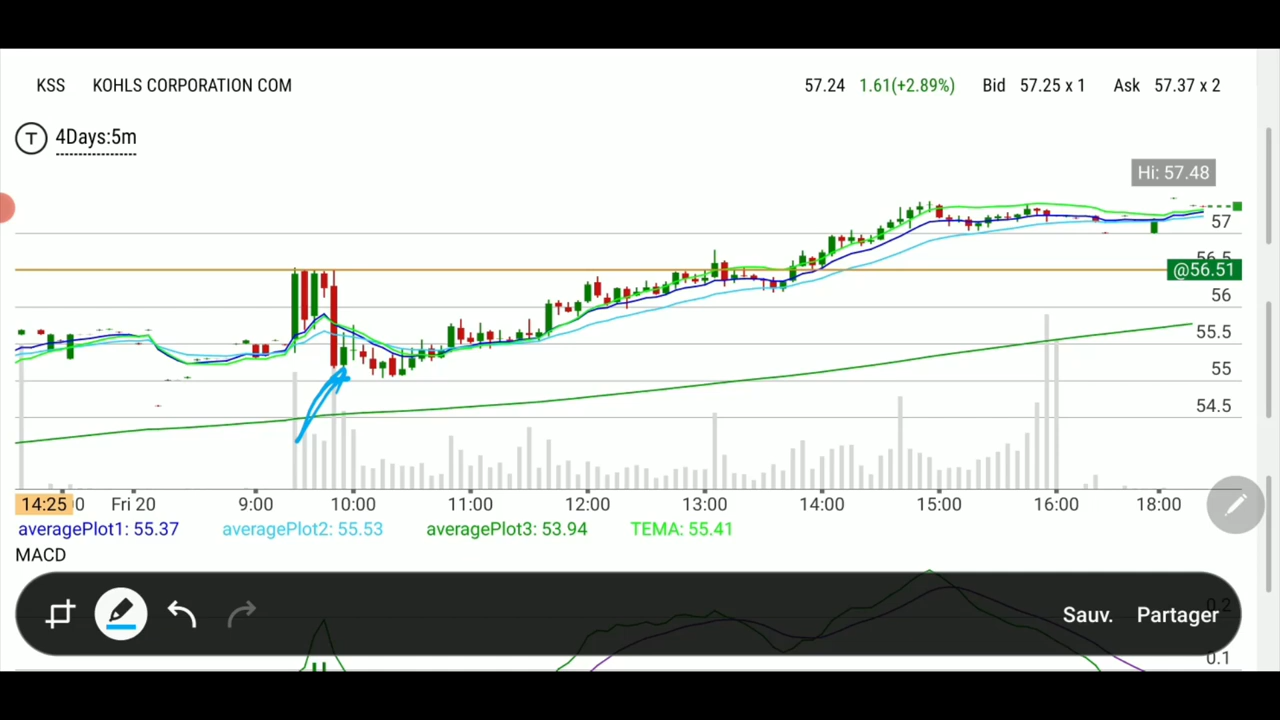 KSS KOHLS CORPORATION COM 57.24 1.61(+2.89%) Bid 57.25 x 1 Ask 57.37 x 2
T 4Days:5m
Hi: 57.48
57
@56.51
56
55.5
55
54.5
14:25 Fri 20 9:00 10:00 11:00 12:00 13:00 14:00 15:00 16:00 18:00
averagePlot1: 55.37 averagePlot2: 55.53 averagePlot3: 53.94 TEMA: 55.41
MACD
0.2
Sauv. Partager
0.1